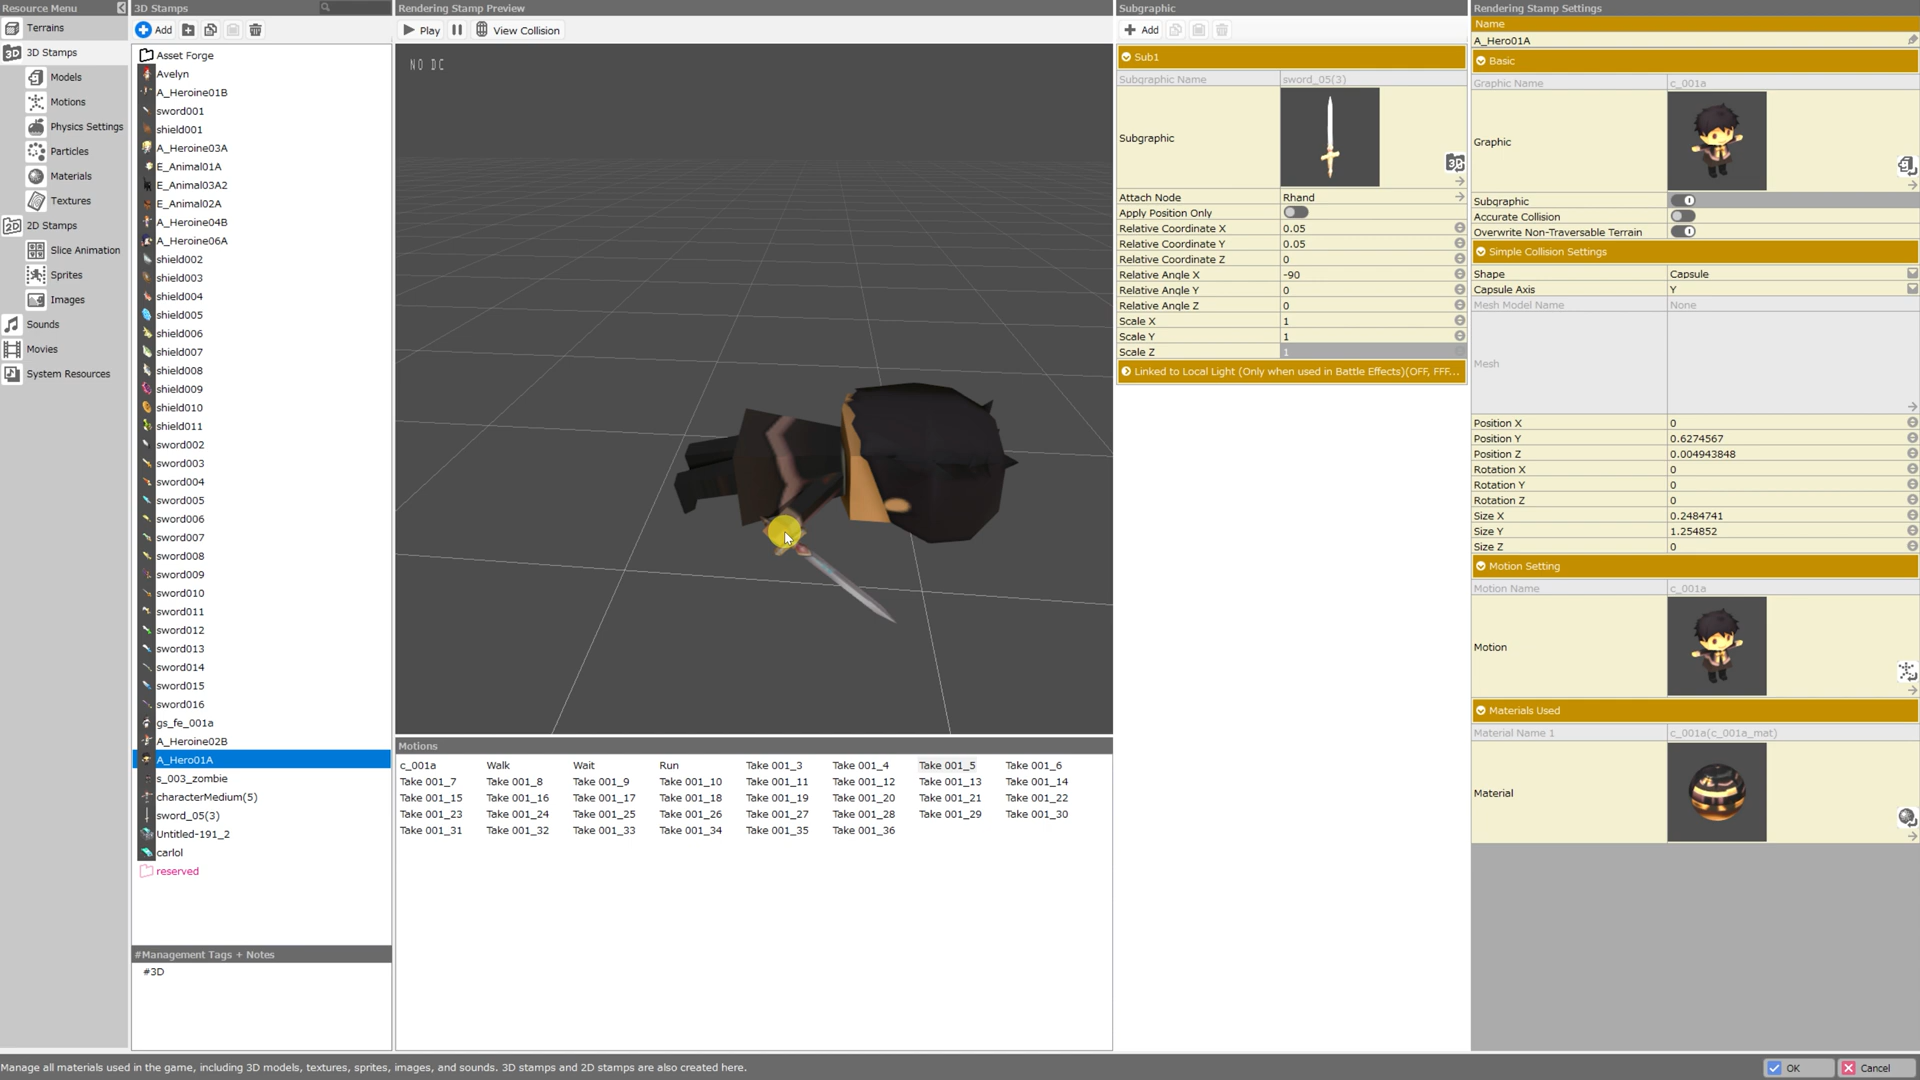 Resource Menu
Terrains
3D Stamps
Models
Motions
Physics Settings
Particles
Materials
Textures
2D Stamps
Slice Animation
Sprites
Images
Sounds
Movies
System Resources
3D Stamps
Add
Asset Forge
Avelyn
A_Heroine01B
sword001
shield001
A_Heroine03A
E_Animal01A
E_Animal03A2
E_Animal02A
A_Heroine04B
A_Heroine06A
shield002
shield003
shield004
shield005
shield006
shield007
shield008
shield009
shield010
shield011
sword002
sword003
sword004
sword005
sword006
sword007
sword008
sword009
sword010
sword011
sword012
sword013
sword014
sword015
sword016
gs_fe_001a
A_Heroine02B
A_Hero01A
s_003_zombie
characterMedium(5)
sword_05(3)
Untitled-191_2
carlol
reserved
#Management Tags + Notes
#3D
Rendering Stamp Preview
Play View Collision
NO DC
Motions
c_001a Walk Wait Run Take 001_3 Take 001_4 Take 001_5 Take 001_6
Take 001_7 Take 001_8 Take 001_9 Take 001_10 Take 001_11 Take 001_12 Take 001_13 Take 001_14
Take 001_15 Take 001_16 Take 001_17 Take 001_18 Take 001_19 Take 001_20 Take 001_21 Take 001_22
Take 001_23 Take 001_24 Take 001_25 Take 001_26 Take 001_27 Take 001_28 Take 001_29 Take 001_30
Take 001_31 Take 001_32 Take 001_33 Take 001_34 Take 001_35 Take 001_36
Subgraphic
Add
Sub1
Subgraphic Name sword_05(3)
Subgraphic
Attach Node Rhand
Apply Position Only
Relative Coordinate X 0.05
Relative Coordinate Y 0.05
Relative Coordinate Z 0
Relative Angle X -90
Relative Angle Y 0
Relative Angle Z 0
Scale X 1
Scale Y 1
Scale Z 1
Linked to Local Light (Only when used in Battle Effects)(OFF, FFF...
Rendering Stamp Settings
Name
A_Hero01A
Basic
Graphic Name c_001a
Graphic
Subgraphic
Accurate Collision
Overwrite Non-Traversable Terrain
Simple Collision Settings
Shape Capsule
Capsule Axis Y
Mesh Model Name None
Mesh
Position X 0
Position Y 0.6274567
Position Z 0.004943848
Rotation X 0
Rotation Y 0
Rotation Z 0
Size X 0.2484741
Size Y 1.254852
Size Z 0
Motion Setting
Motion Name c_001a
Motion
Materials Used
Material Name 1 c_001a(c_001a_mat)
Material
Manage all materials used in the game, including 3D models, textures, sprites, images, and sounds. 3D stamps and 2D stamps are also created here.
OK Cancel